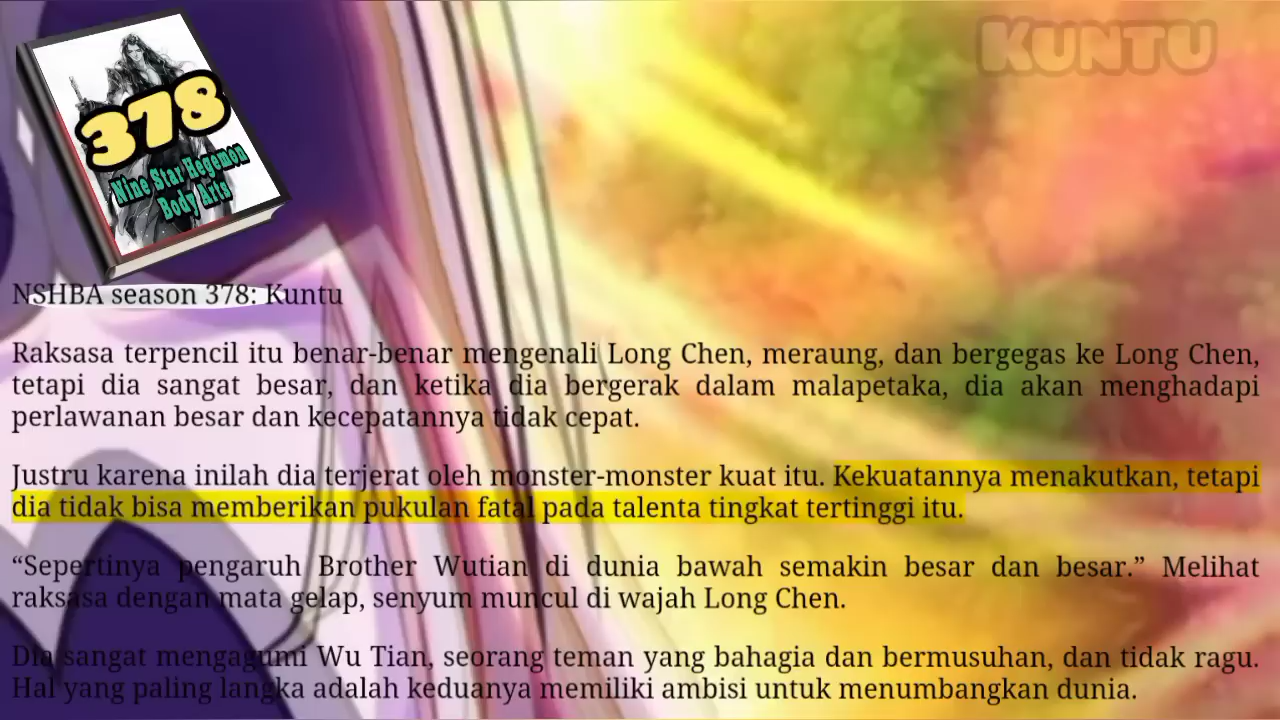 KUNTU
378
Nine Star Hegemon
Body Arts
NSHBA season 378: Kuntu
Raksasa terpencil itu benar-benar mengenali Long Chen, meraung, dan bergegas ke Long Chen,
tetapi dia sangat besar, dan ketika dia bergerak dalam malapetaka, dia akan menghadapi
perlawanan besar dan kecepatannya tidak cepat.
Justru karena inilah dia terjerat oleh monster-monster kuat itu. Kekuatannya menakutkan, tetapi
dia tidak bisa memberikan pukulan fatal pada talenta tingkat tertinggi itu.
“Sepertinya pengaruh Brother Wutian di dunia bawah semakin besar dan besar.” Melihat
raksasa dengan mata gelap, senyum muncul di wajah Long Chen.
Dia sangat mengagumi Wu Tian, seorang teman yang bahagia dan bermusuhan, dan tidak ragu.
Hal yang paling langka adalah keduanya memiliki ambisi untuk menumbangkan dunia.